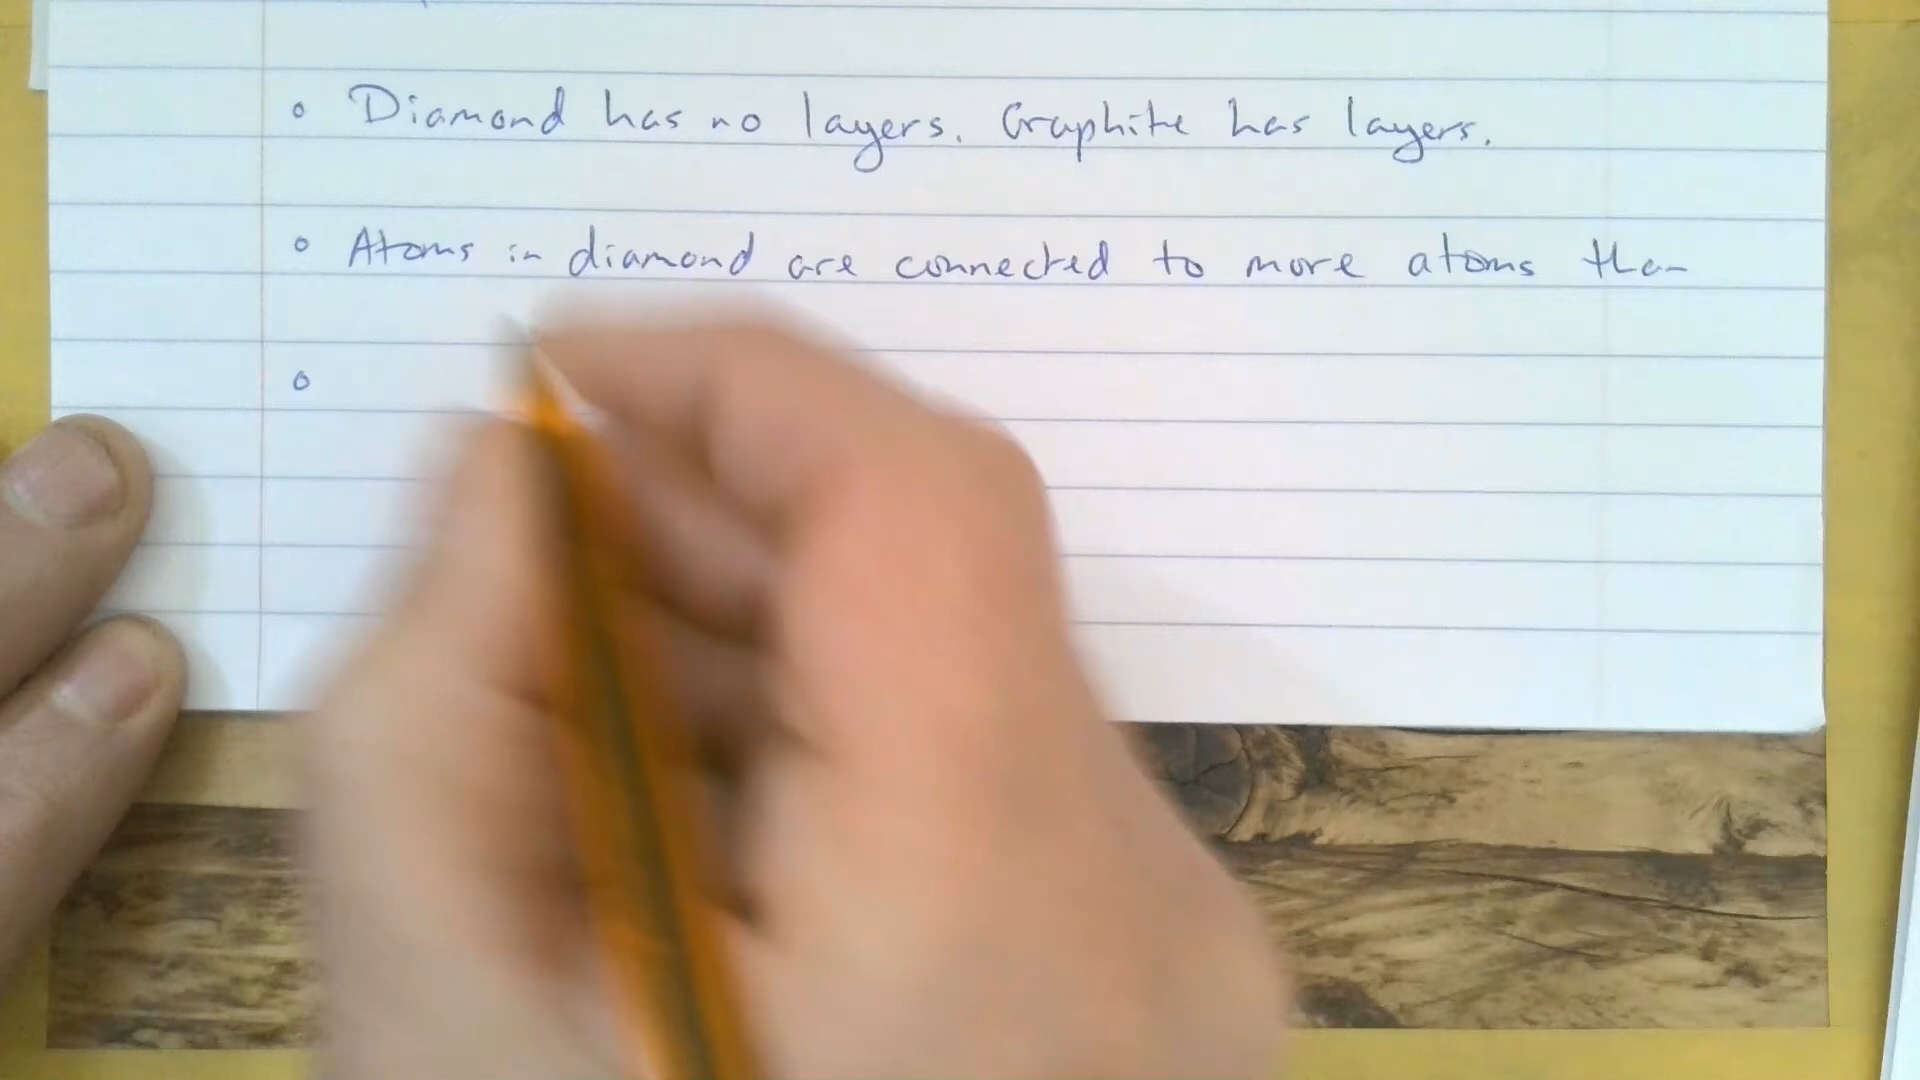 ◦ Diamond has no layers. Graphite has layers.
◦ Atoms in diamond are connected to more atoms than
◦